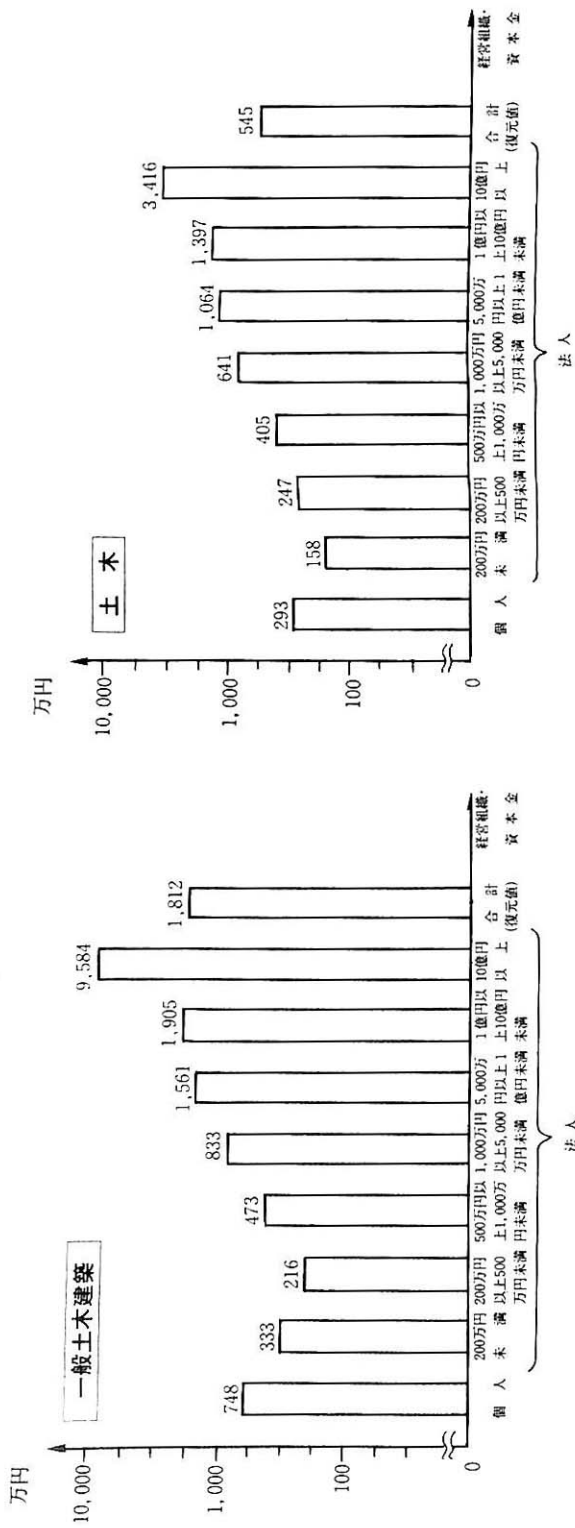 一般土木建築
万円
10,000
1,000
100
0
748
333
216
473
833
1,561
1,905
9,584
1,812
個人
200万円未満
200万円以上500万円未満
500万円以上1,000万円未満
1,000万円以上5,000万円未満
5,000万円以上1億円未満
1億円以上10億円未満
10億円以上
合計
(復元値)
経営組織・
資本金
法人
土木
万円
10,000
1,000
100
0
293
158
247
405
641
1,064
1,397
3,416
545
個人
200万円未満
200万円以上500万円未満
500万円以上1,000万円未満
1,000万円以上5,000万円未満
5,000万円以上1億円未満
1億円以上10億円未満
10億円以上
合計
(復元値)
経営組織・
資本金
法人